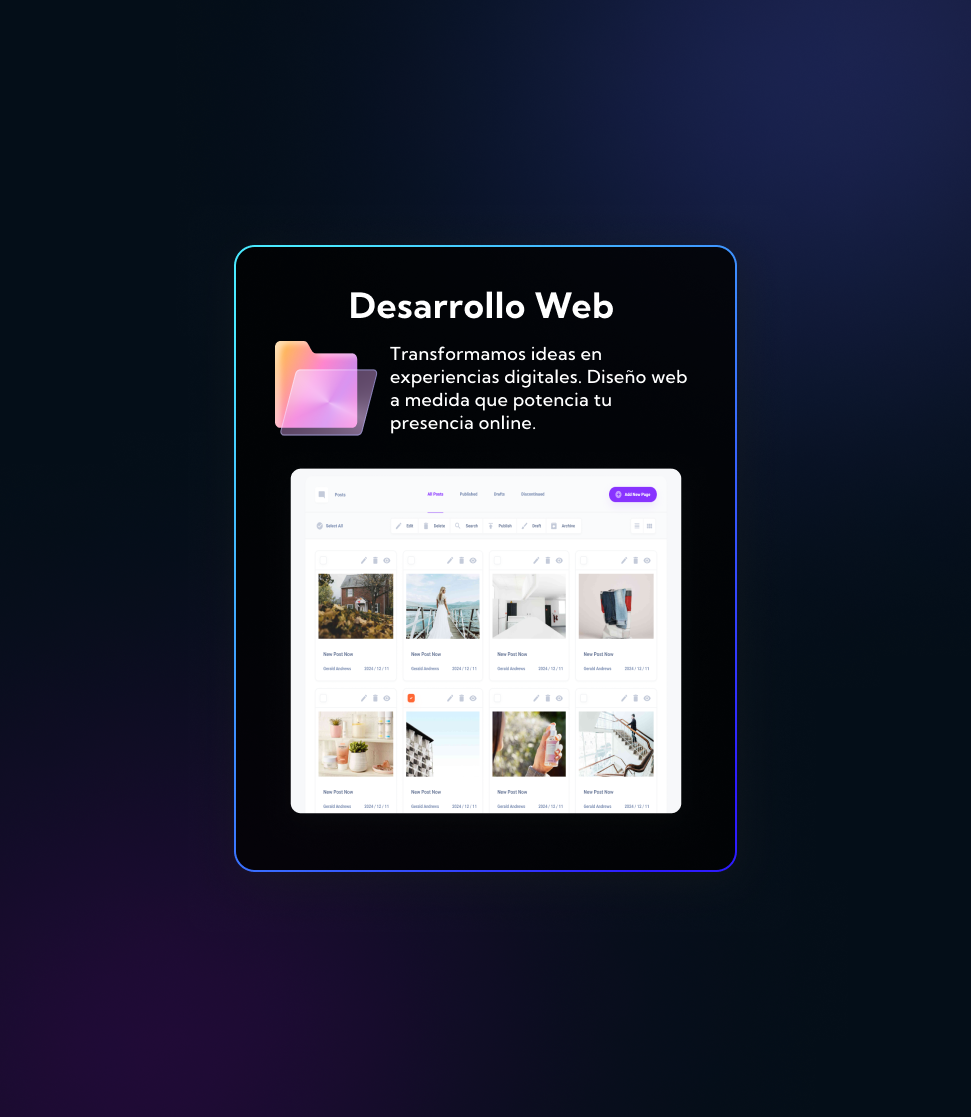 Desarrollo Web
Transformamos ideas en
experiencias digitales. Diseño web
a medida que potencia tu
presencia online.
Posts
All Posts
Published
Drafts
Discontinued
Add New Page
Select All
Edit
Delete
Search
Publish
Draft
Archive
New Post Now
Gerald Andrews 2024 / 12 / 11
New Post Now
Gerald Andrews 2024 / 12 / 11
New Post Now
Gerald Andrews 2024 / 12 / 11
New Post Now
Gerald Andrews 2024 / 12 / 11
New Post Now
Gerald Andrews 2024 / 12 / 11
New Post Now
Gerald Andrews 2024 / 12 / 11
New Post Now
Gerald Andrews 2024 / 12 / 11
New Post Now
Gerald Andrews 2024 / 12 / 11